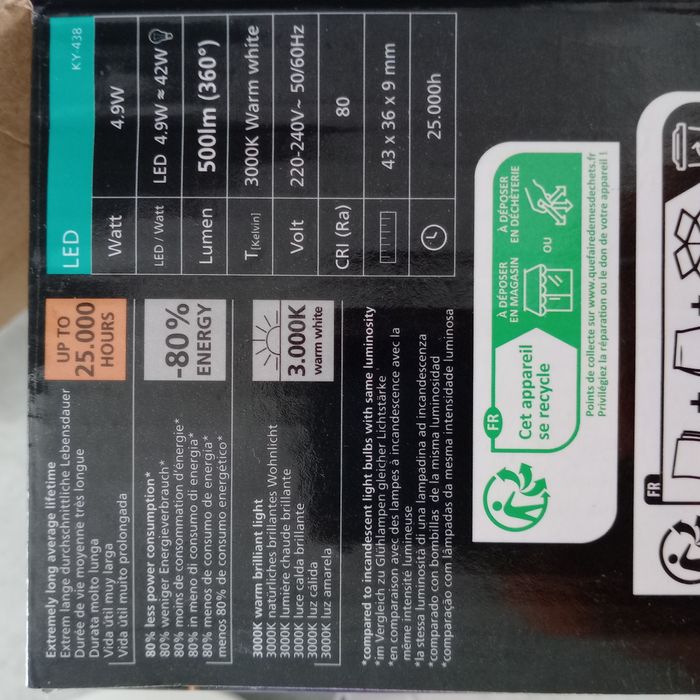 LED KY-438
Watt 4.9W
LED / Watt LED 4.9W ≈ 42W
Lumen 500lm (360°)
T[Kelvin] 3000K Warm white
Volt 220-240V~ 50/60Hz
CRI (Ra) 80
43 x 36 x 9 mm
25.000h
UP TO
25.000
HOURS
Extremely long average lifetime
Extrem lange durchschnittliche Lebensdauer
Durée de vie moyenne très longue
Durata molto lunga
Vida útil muy larga
Vida útil muito prolongada
-80%
ENERGY
80% less power consumption*
80% weniger Energieverbrauch*
80% moins de consommation d'énergie*
80% in meno di consumo di energia*
80% menos de consumo de energía*
menos 80% de consumo energético*
3.000K
warm white
3000K warm brilliant light
3000K natürliches brillantes Wohnlicht
3000K lumière chaude brillante
3000K luce calda brillante
3000K luz cálida
3000K luz amarela
*compared to incandescent light bulbs with same luminosity
*im Vergleich zu Glühlampen gleicher Lichtstärke
*en comparaison avec des lampes à incandescence avec la
même intensité lumineuse
*la stessa luminosità di una lampadina ad incandescenza
*comparado con bombillas de la misma luminosidad
*comparação com lâmpadas da mesma intensidade luminosa
FR
Cet appareil
se recycle
À DÉPOSER
EN MAGASIN
OU
À DÉPOSER
EN DÉCHÈTERIE
Points de collecte sur www.quefairedemesdechets.fr
Privilégiez la réparation ou le don de votre appareil !
FR